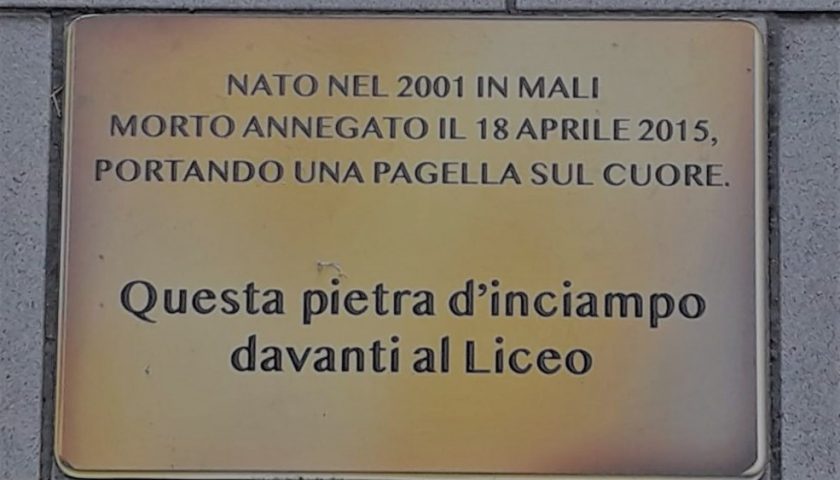 NATO NEL 2001 IN MALI
MORTO ANNEGATO IL 18 APRILE 2015,
PORTANDO UNA PAGELLA SUL CUORE.
Questa pietra d'inciampo
davanti al Liceo